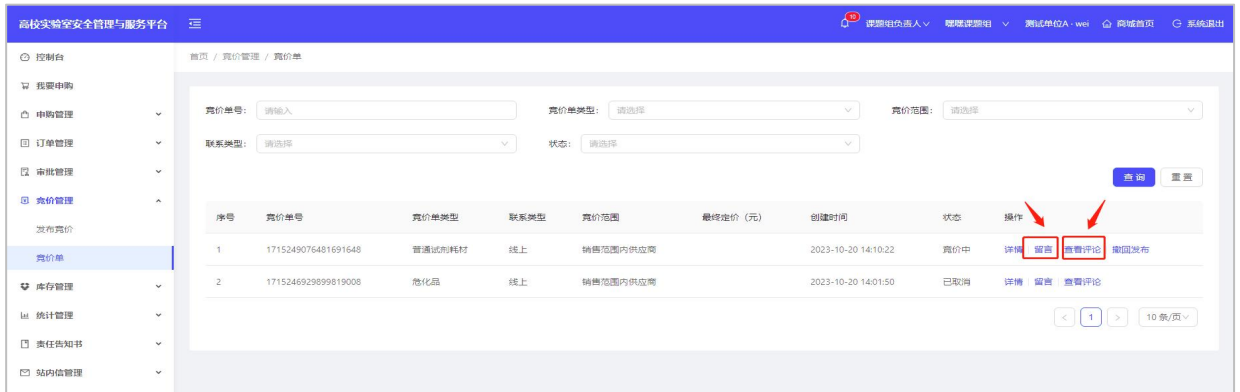 高校实验室安全管理与服务平台
10
课题组负责人
嘿嘿课题组
测试单位A·wei
商城首页
系统退出
控制台
首页 / 竞价管理 / 竞价单
我要申购
申购管理
订单管理
审批管理
竞价管理
发布竞价
竞价单
库存管理
统计管理
责任告知书
站内信管理
竞价单号: 请输入
竞价单类型: 请选择
竞价范围: 请选择
联系类型: 请选择
状态: 请选择
查询 重置
序号 竞价单号 竞价单类型 联系类型 竞价范围 最终定价（元） 创建时间 状态 操作
1 1715249076481691648 普通试剂耗材 线上 销售范围内供应商 2023-10-20 14:10:22 竞价中 详情 留言 查看评论 撤回发布
2 1715246929899819008 危化品 线上 销售范围内供应商 2023-10-20 14:01:50 已取消 详情 留言 查看评论
< 1 > 10 条/页